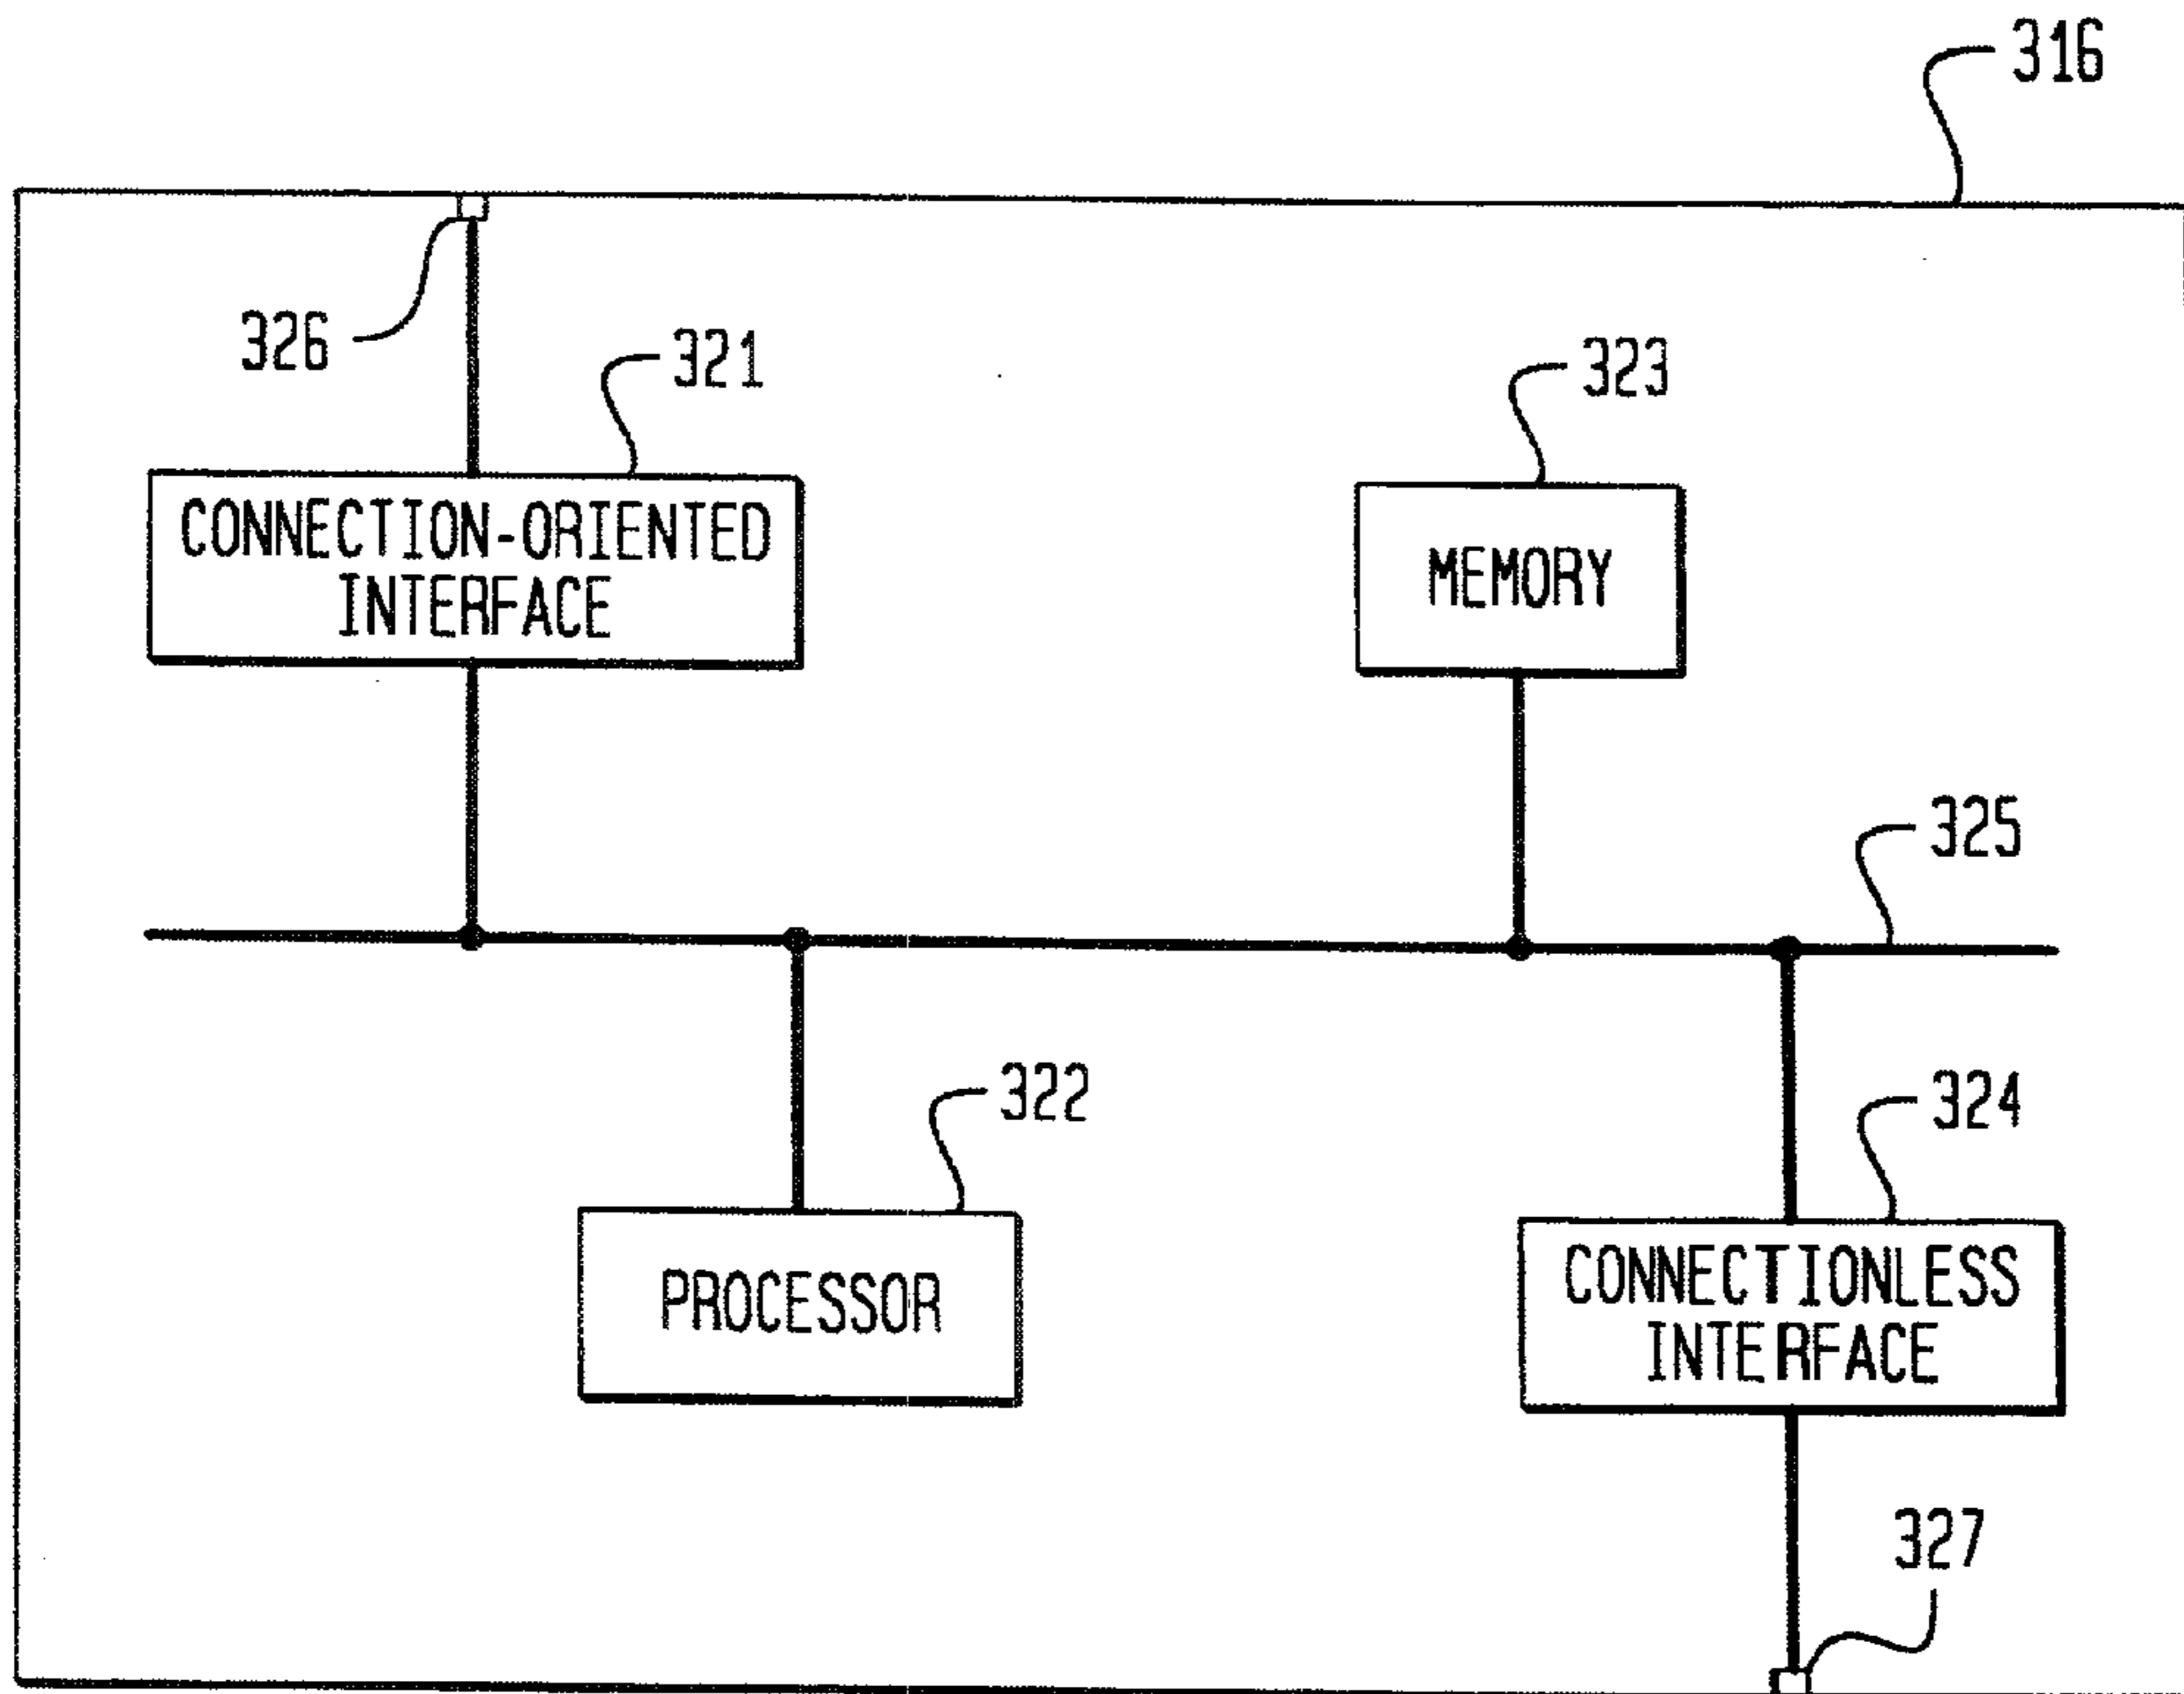 316
326
321
323
CONNECTION-ORIENTED
INTERFACE
MEMORY
325
322
324
PROCESSOR
CONNECTIONLESS
INTERFACE
327